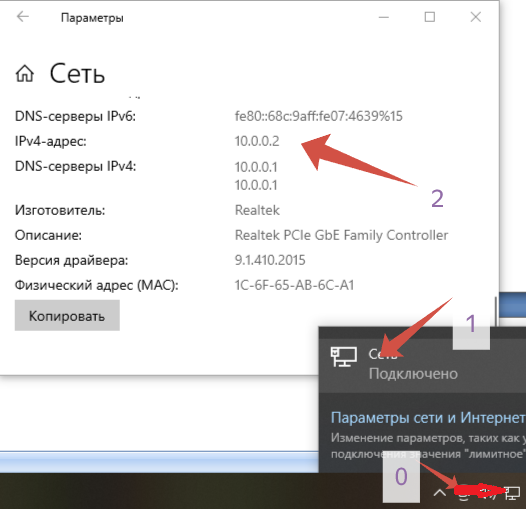 Параметры
Сеть
DNS-серверы IPv6: fe80::68c:9aff:fe07:4639%15
IPv4-адрес: 10.0.0.2
DNS-серверы IPv4: 10.0.0.1
10.0.0.1
Изготовитель: Realtek
Описание: Realtek PCIe GbE Family Controller
Версия драйвера: 9.1.410.2015
Физический адрес (MAC): 1C-6F-65-AB-6C-A1
Копировать
2
1
Сеть
Подключено
Параметры сети и Интернет
Изменение параметров, таких как у
подключения значения "лимитное"
0